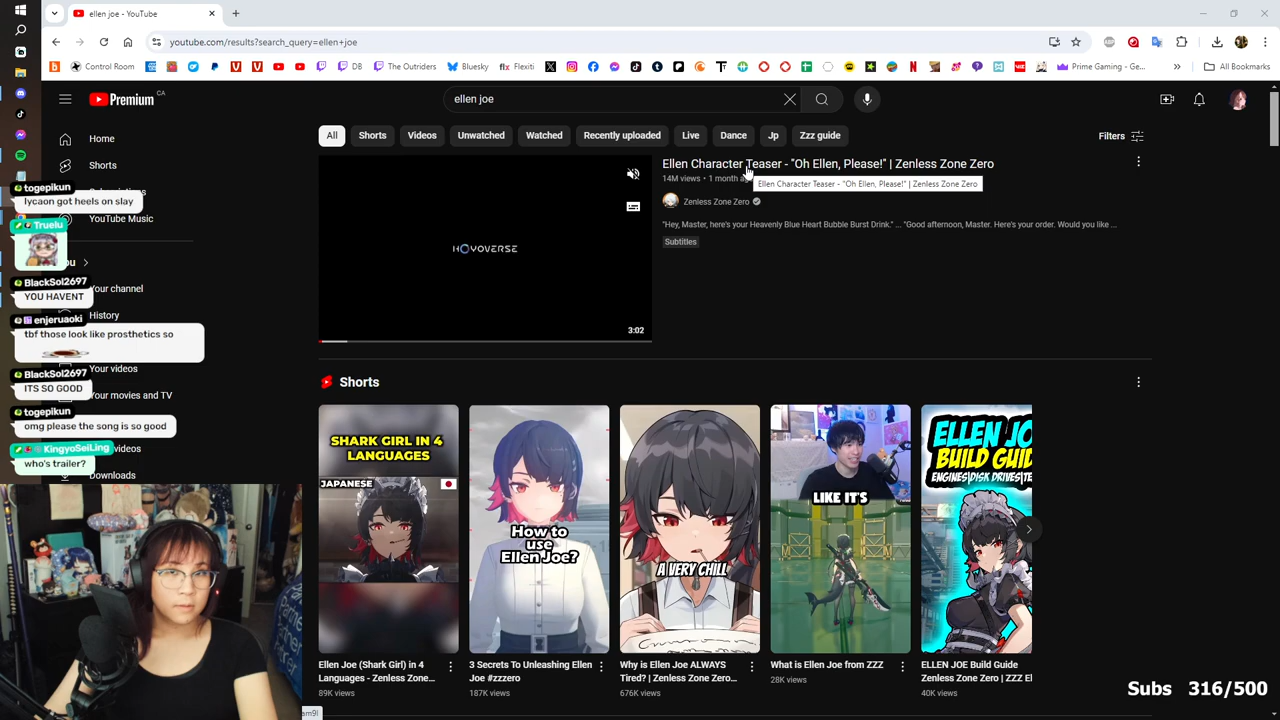 ellen joe - YouTube
youtube.com/results?search_query=ellen+joe
Control Room
DB
The Outriders
Bluesky
Flexiti
Prime Gaming - Ge...
All Bookmarks
Premium
CA
ellen joe
Home
Shorts
YouTube Music
You
Your channel
History
Your videos
Your movies and TV
Downloads
All
Shorts
Videos
Unwatched
Watched
Recently uploaded
Live
Dance
Jp
Zzz guide
Filters
HOYOVERSE
3:02
Ellen Character Teaser - "Oh Ellen, Please!" | Zenless Zone Zero
14M views • 1 month
Ellen Character Teaser - "Oh Ellen, Please!" | Zenless Zone Zero
Zenless Zone Zero
"Hey, Master, here's your Heavenly Blue Heart Bubble Burst Drink." ... "Good afternoon, Master. Here's your order. Would you like ...
Subtitles
togepikun
lycaon got heels on slay
Truelu
BlackSol2697
YOU HAVENT
enjeruaoki
tbf those look like prosthetics so
BlackSol2697
ITS SO GOOD
togepikun
omg please the song is so good
KingyoSeiLing
who's trailer?
Shorts
SHARK GIRL IN 4
LANGUAGES
JAPANESE
Ellen Joe (Shark Girl) in 4
Languages - Zenless Zone...
89K views
How to
use
Ellen Joe?
3 Secrets To Unleashing Ellen
Joe #zzzero
187K views
A VERY CHILL
Why is Ellen Joe ALWAYS
Tired? | Zenless Zone Zero...
676K views
LIKE IT'S
What is Ellen Joe from ZZZ
28K views
ELLEN JO
BUILD GUID
ENGINES|DISK DRIVES|TE
ELLEN JOE Build Guide
Zenless Zone Zero | ZZZ El
40K views
Subs 316/500